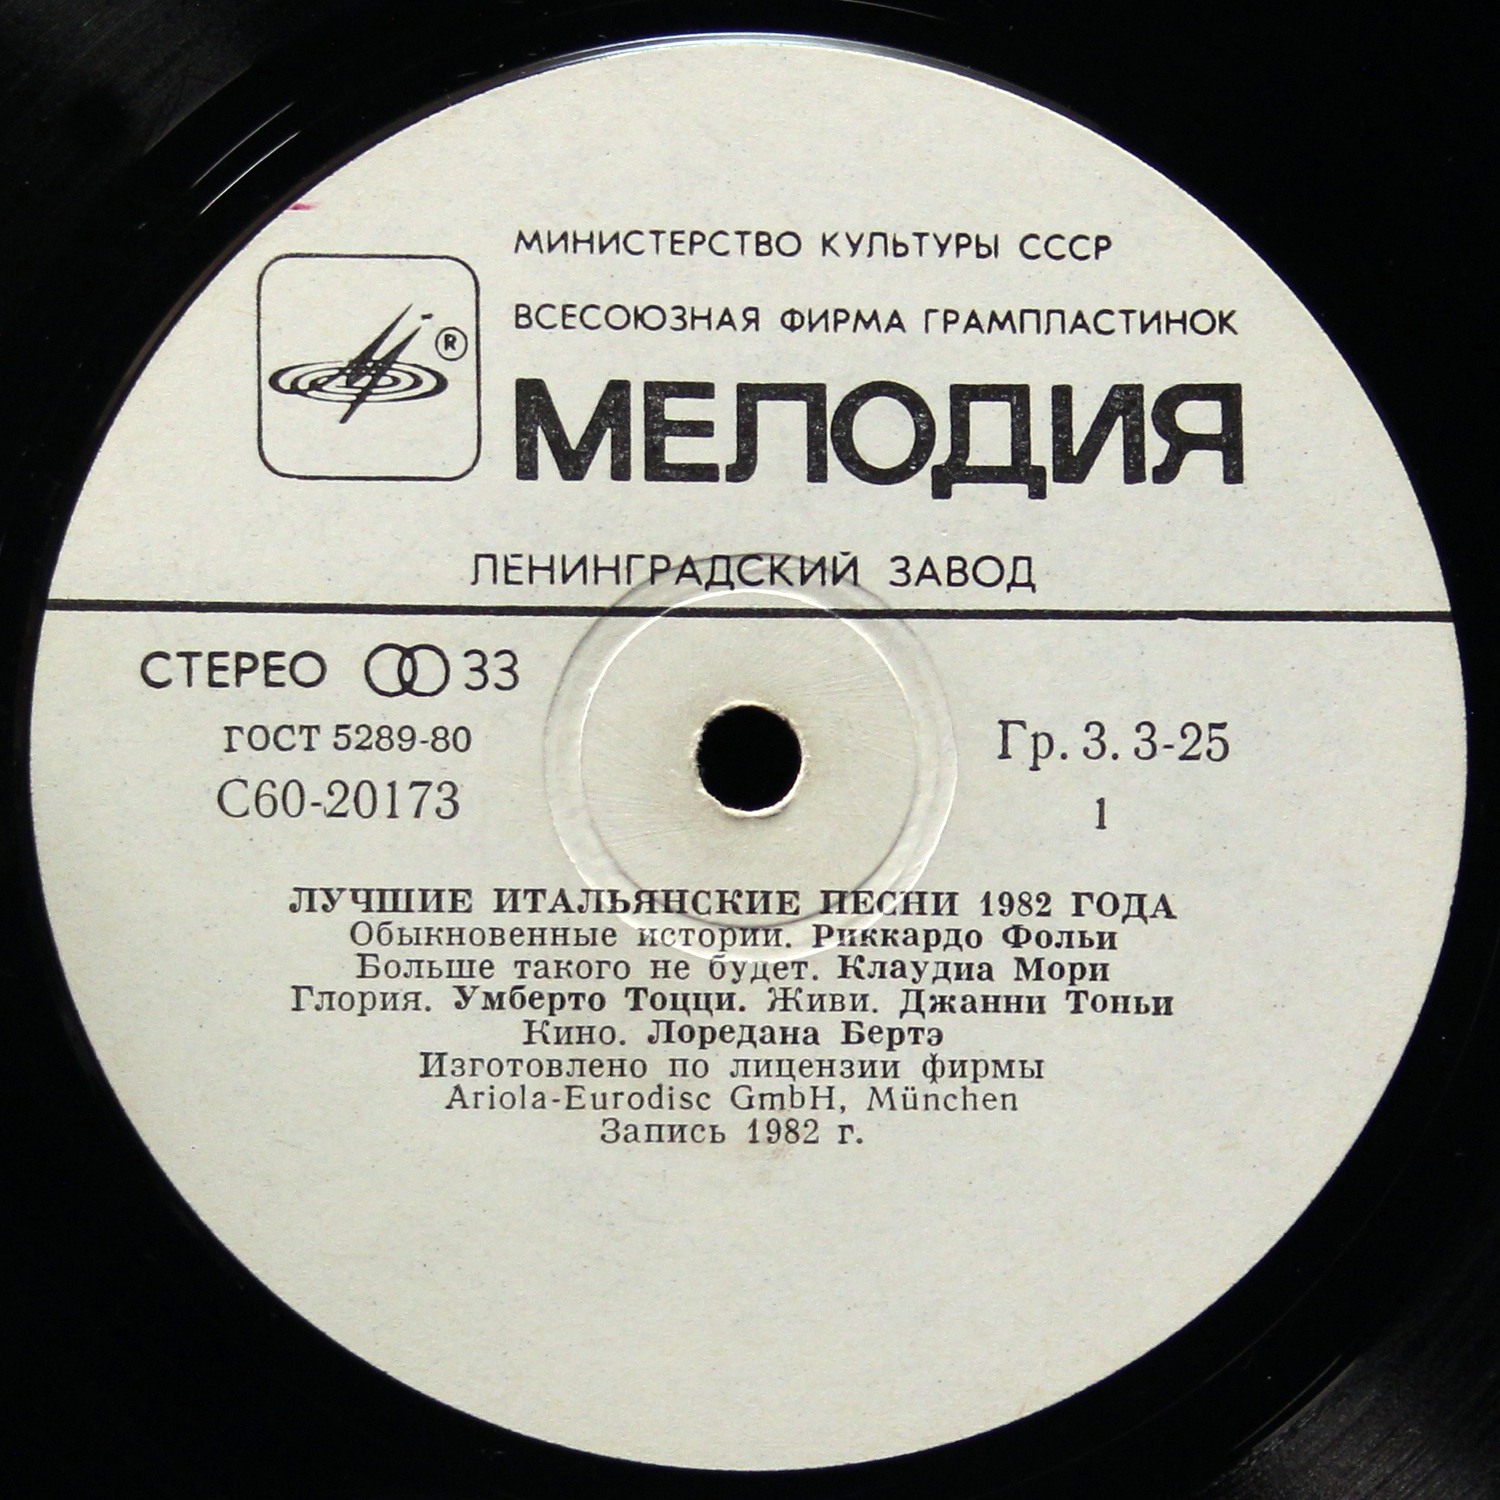 МИНИСТЕРСТВО КУЛЬТУРЫ СССР
ВСЕСОЮЗНАЯ ФИРМА ГРАМПЛАСТИНОК
®
МЕЛОДИЯ
ЛЕНИНГРАДСКИЙ ЗАВОД
СТЕРЕО 33
ГОСТ 5289-80
С60-20173
Гр. 3. 3-25
1
ЛУЧШИЕ ИТАЛЬЯНСКИЕ ПЕСНИ 1982 ГОДА
Обыкновенные истории. Риккардо Фольи
Больше такого не будет. Клаудиа Мори
Глория. Умберто Тоцци. Живи. Джанни Тоньи
Кино. Лоредана Бертэ
Изготовлено по лицензии фирмы
Ariola-Eurodisc GmbH, München
Запись 1982 г.